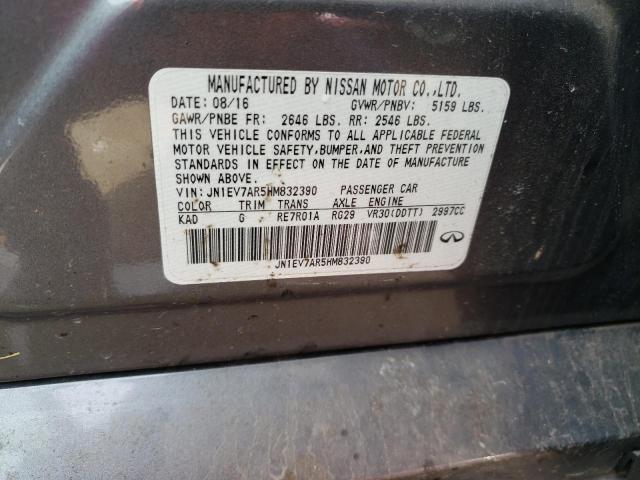 MANUFACTURED BY NISSAN MOTOR CO.,LTD.
DATE: 08/16 GVWR/PNBV: 5159 LBS.
GAWR/PNBE FR: 2646 LBS. RR: 2546 LBS.
THIS VEHICLE CONFORMS TO ALL APPLICABLE FEDERAL
MOTOR VEHICLE SAFETY, BUMPER, AND THEFT PREVENTION
STANDARDS IN EFFECT ON THE DATE OF MANUFACTURE
SHOWN ABOVE.
VIN: JN1EV7AR5HM832390 PASSENGER CAR
COLOR TRIM TRANS AXLE ENGINE
KAD G RE7R01A RG29 VR30(DDTT) 2997CC
JN1EV7AR5HM832390